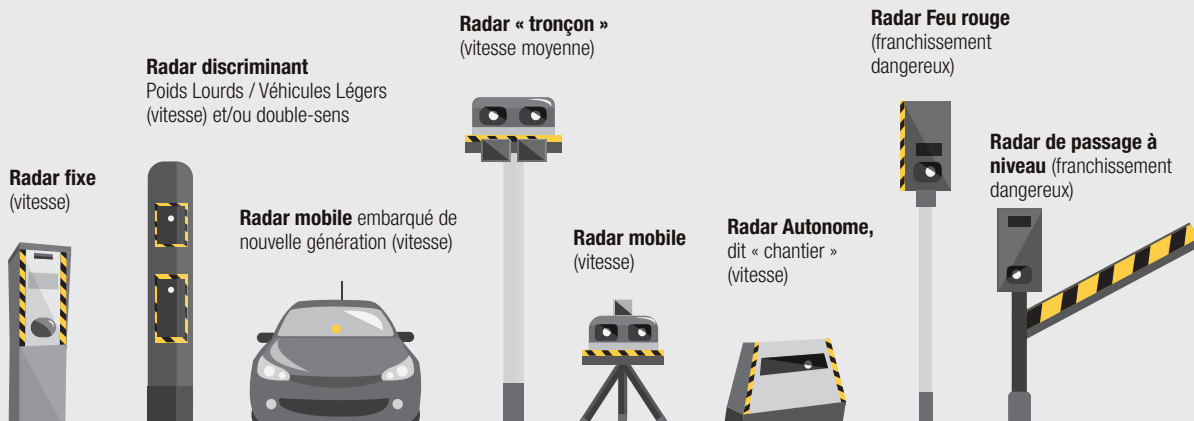 Radar fixe
(vitesse)
Radar discriminant
Poids Lourds / Véhicules Légers
(vitesse) et/ou double-sens
Radar mobile embarqué de
nouvelle génération (vitesse)
Radar « tronçon »
(vitesse moyenne)
Radar mobile
(vitesse)
Radar Autonome,
dit « chantier »
(vitesse)
Radar Feu rouge
(franchissement
dangereux)
Radar de passage à
niveau (franchissement
dangereux)